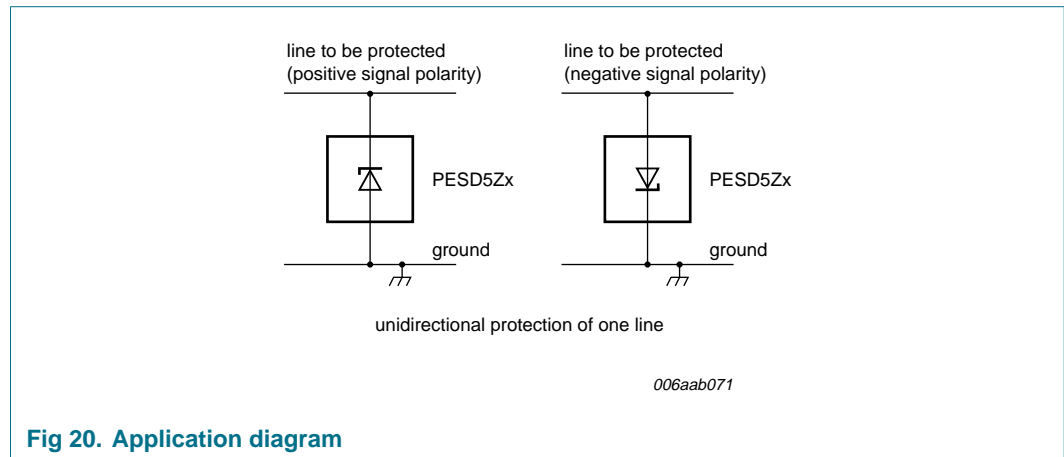 line to be protected
(positive signal polarity)
PESD5Zx
ground
line to be protected
(negative signal polarity)
PESD5Zx
ground
unidirectional protection of one line
006aab071
Fig 20. Application diagram